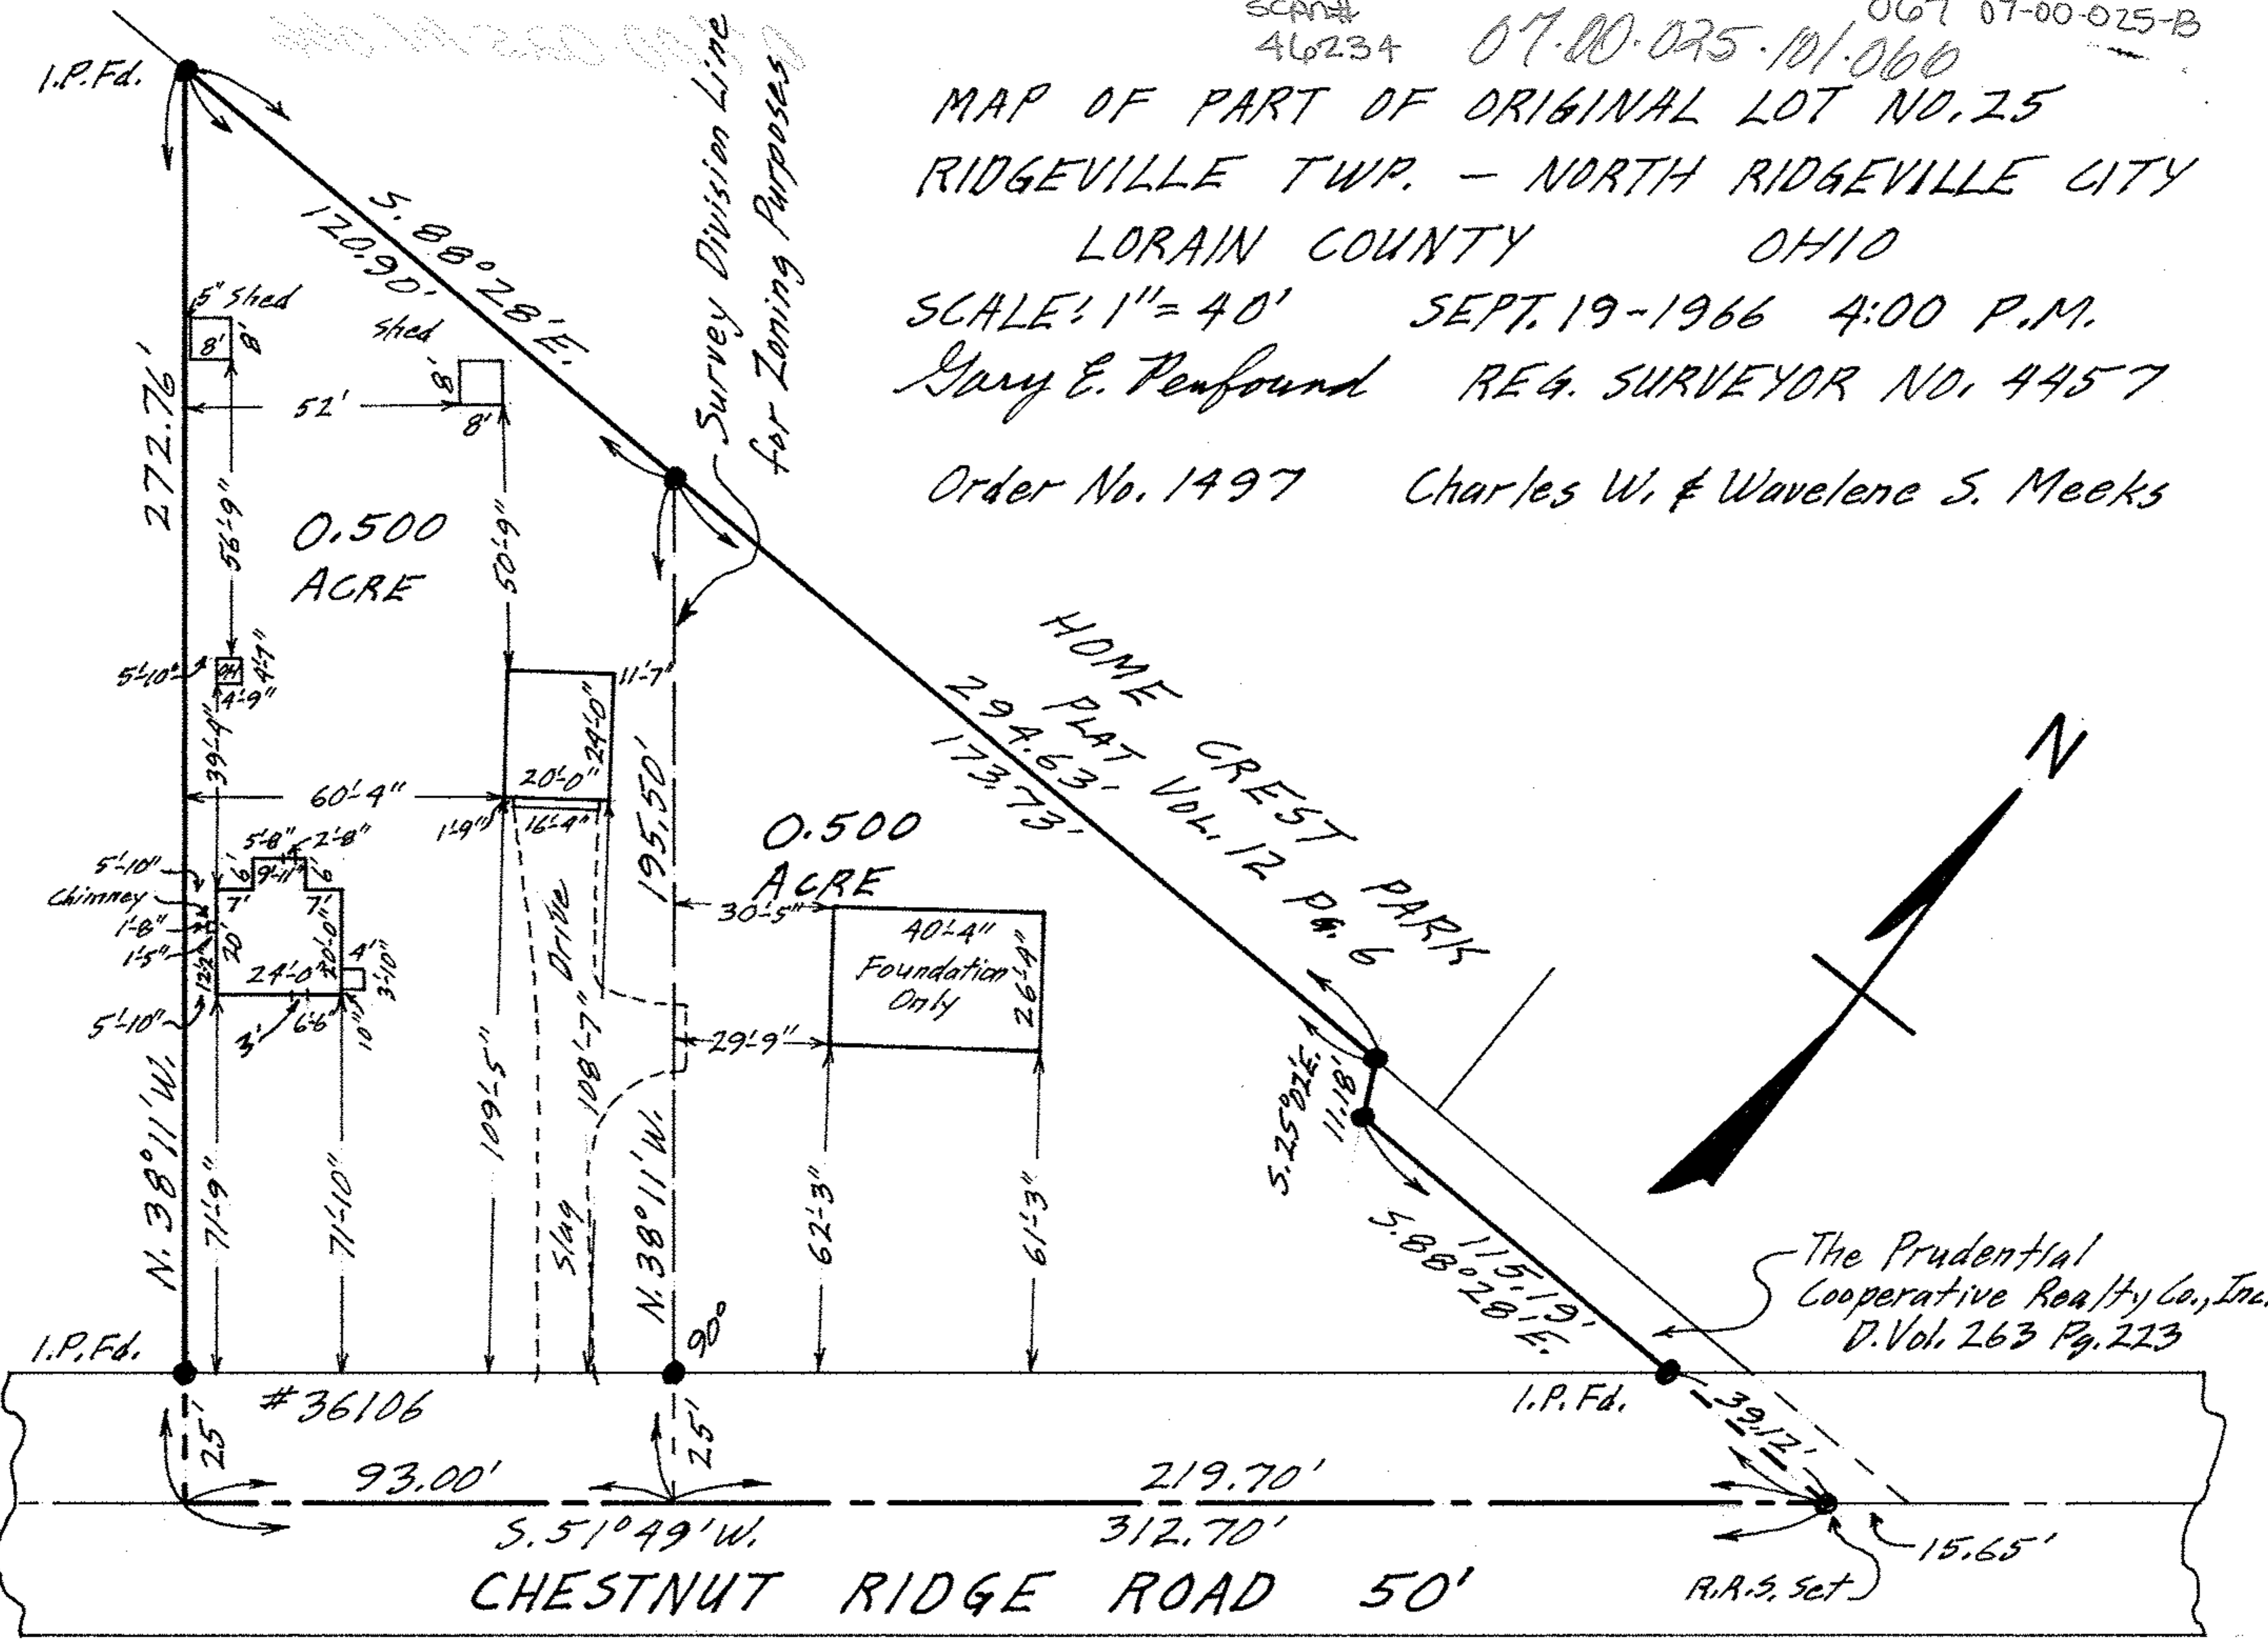 SCAN#
46234
07-00-025-101-066
067 07-00-025-B
MAP OF PART OF ORIGINAL LOT NO. 25
RIDGEVILLE TWP. – NORTH RIDGEVILLE CITY
LORAIN COUNTY OHIO
SCALE: 1" = 40' SEPT. 19-1966 4:00 P.M.
Gary E. Penfound REG. SURVEYOR NO. 4457
Order No. 1497 Charles W. & Wavelene S. Meeks
Survey Division Line
for Zoning Purposes
I.P.Fd.
S. 88° 28' E.
120.90'
5" Shed
8'
8'
Shed
8'
8'
52'
272.76'
56'-9"
50'-9"
0.500
ACRE
5'-10"
4'-7"
4'-9"
39'-4"
11'-7"
24'-0"
20'-0"
60'-4"
1'-9"
16'-4"
195.50'
0.500
ACRE
HOME CREST PARK
PLAT VOL. 12 PG. 6
294.63'
173.73'
N
5'-8"
2'-8"
5'-10"
6'
9'-11"
6'
Chimney
7'
7'
1'-8"
1'-5"
20'
12'-2"
20'-0"
24'-0"
4'
3'-10"
5'-10"
3'
6'-6"
10"
Drive
Slag
30'-5"
40'-4"
Foundation
Only
26'-4"
29'-9"
N. 38° 11' W.
71'-9"
71'-10"
109'-5"
108'-7"
N. 38° 11' W.
90°
62'-3"
61'-3"
S. 25° 02' E.
11.18'
115.19'
S. 88° 28' E.
The Prudential
Cooperative Realty Co., Inc.
D. Vol. 263 Pg. 223
I.P.Fd.
#36106
I.P.Fd.
25'
25'
39.12'
93.00'
219.70'
S. 51° 49' W.
312.70'
15.65'
CHESTNUT RIDGE ROAD 50'
R.R.S. Set